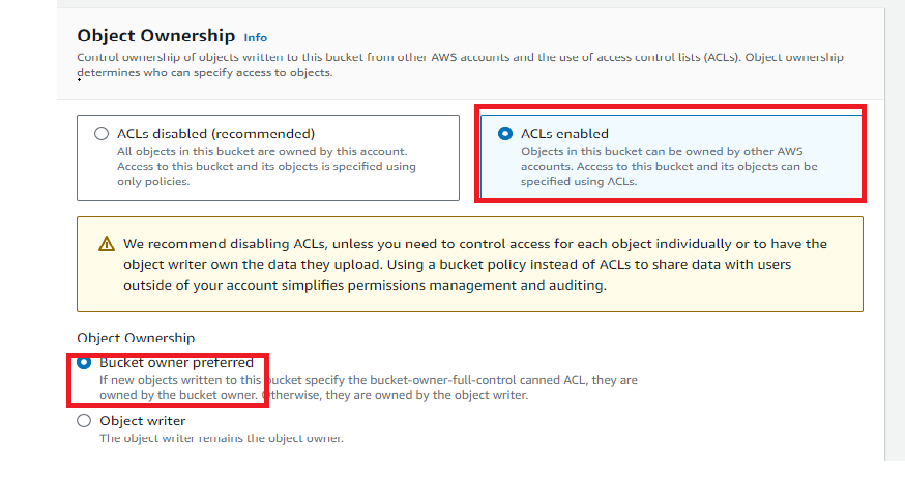 Object Ownership Info
Control ownership of objects written to this bucket from other AWS accounts and the use of access control lists (ACLs). Object ownership
determines who can specify access to objects.
ACLs disabled (recommended)
All objects in this bucket are owned by this account.
Access to this bucket and its objects is specified using
only policies.
ACLs enabled
Objects in this bucket can be owned by other AWS
accounts. Access to this bucket and its objects can be
specified using ACLs.
We recommend disabling ACLs, unless you need to control access for each object individually or to have the
object writer own the data they upload. Using a bucket policy instead of ACLs to share data with users
outside of your account simplifies permissions management and auditing.
Object Ownership
Bucket owner preferred
If new objects written to this bucket specify the bucket-owner-full-control canned ACL, they are
owned by the bucket owner. Otherwise, they are owned by the object writer.
Object writer
The object writer remains the object owner.